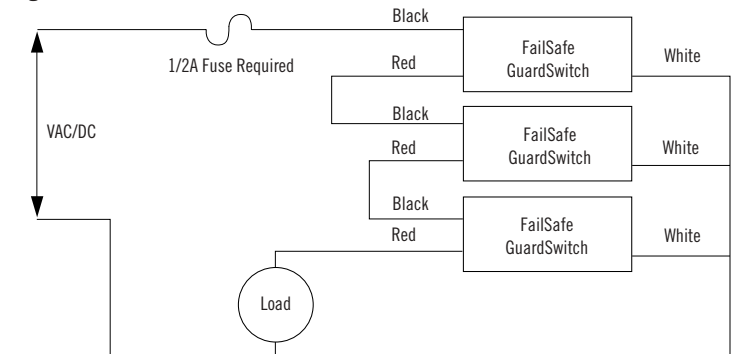 Black
1/2A Fuse Required
Red
FailSafe
GuardSwitch
White
VAC/DC
Black
Red
FailSafe
GuardSwitch
White
Black
Red
FailSafe
GuardSwitch
White
Load